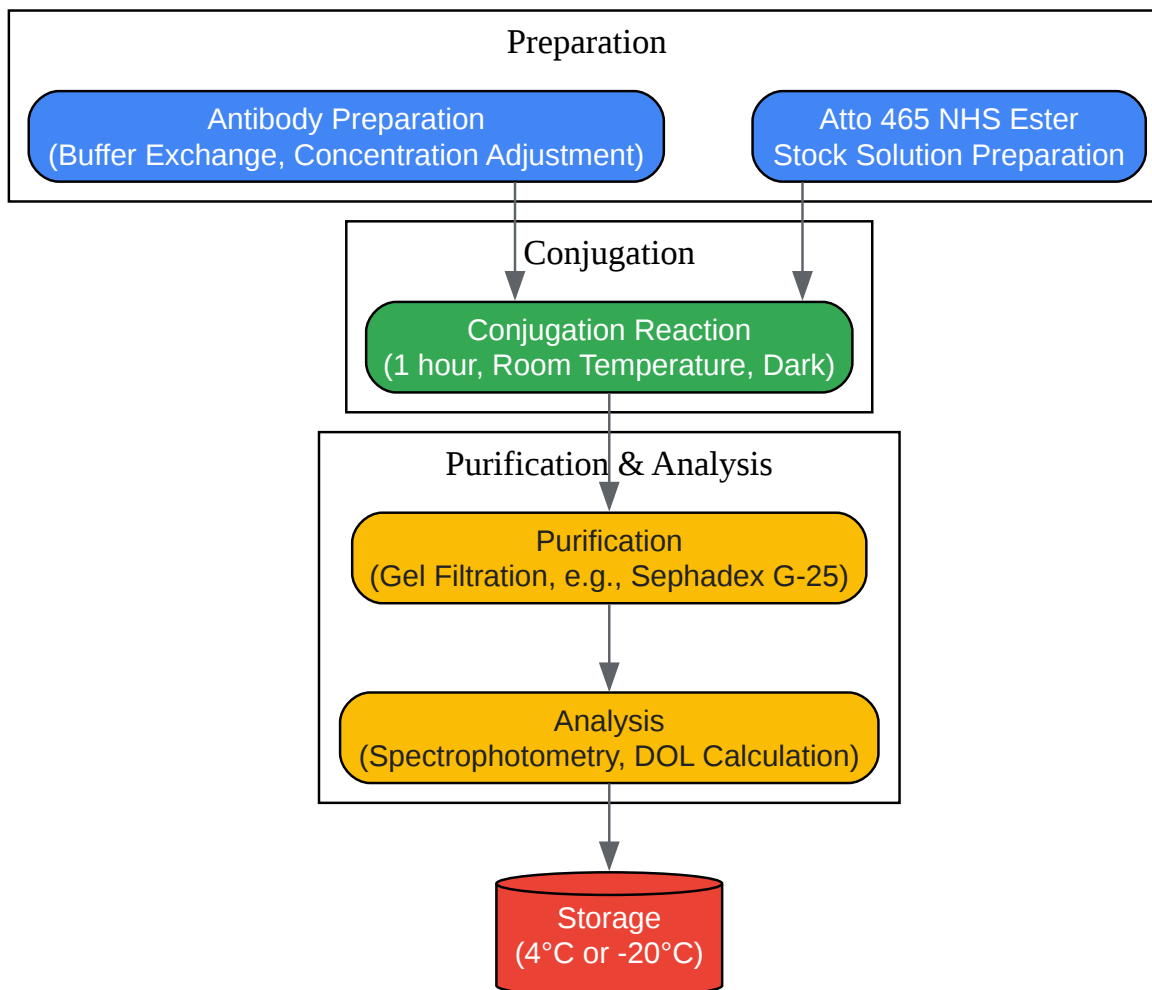 Preparation
Antibody Preparation
(Buffer Exchange, Concentration Adjustment)
Atto 465 NHS Ester
Stock Solution Preparation
Conjugation
Conjugation Reaction
(1 hour, Room Temperature, Dark)
Purification & Analysis
Purification
(Gel Filtration, e.g., Sephadex G-25)
Analysis
(Spectrophotometry, DOL Calculation)
Storage
(4°C or -20°C)